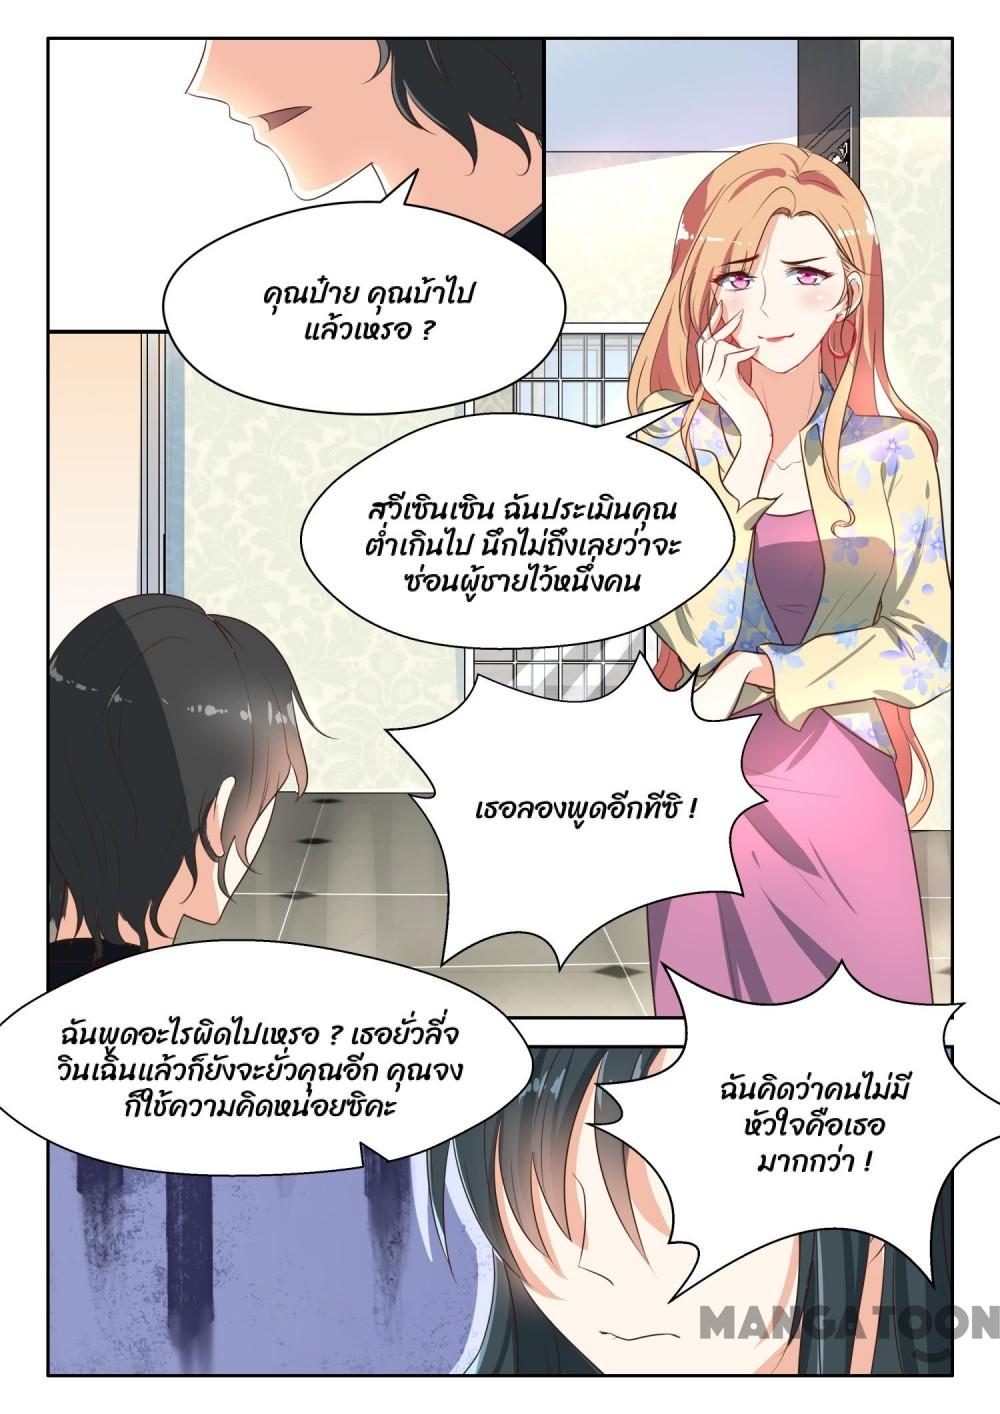 คุณป๋าย คุณบ้าไป
แล้วเหรอ ?
สวีเซินเซิน ฉันประเมินคุณ
ต่ำเกินไป นึกไม่ถึงเลยว่าจะ
ซ่อนผู้ชายไว้หนึ่งคน
เธอลองพูดอีกทีซิ !
ฉันพูดอะไรผิดไปเหรอ ? เธอยั่วลี่จ
วินเฉินแล้วก็ยังจะยั่วคุณอีก คุณจง
ก็ใช้ความคิดหน่อยซิคะ
ฉันคิดว่าคนไม่มี
หัวใจคือเธอ
มากกว่า !
MANGATOON